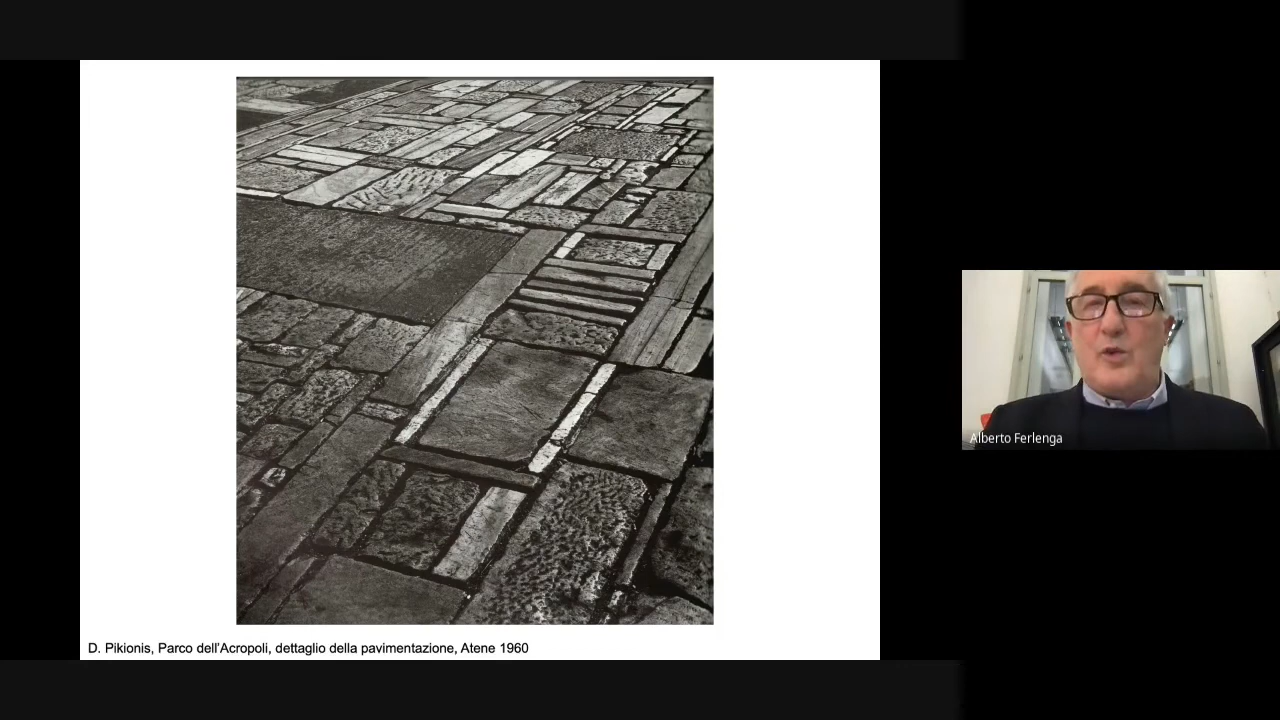 Alberto Ferlenga
D. Pikionis, Parco dell'Acropoli, dettaglio della pavimentazione, Atene 1960